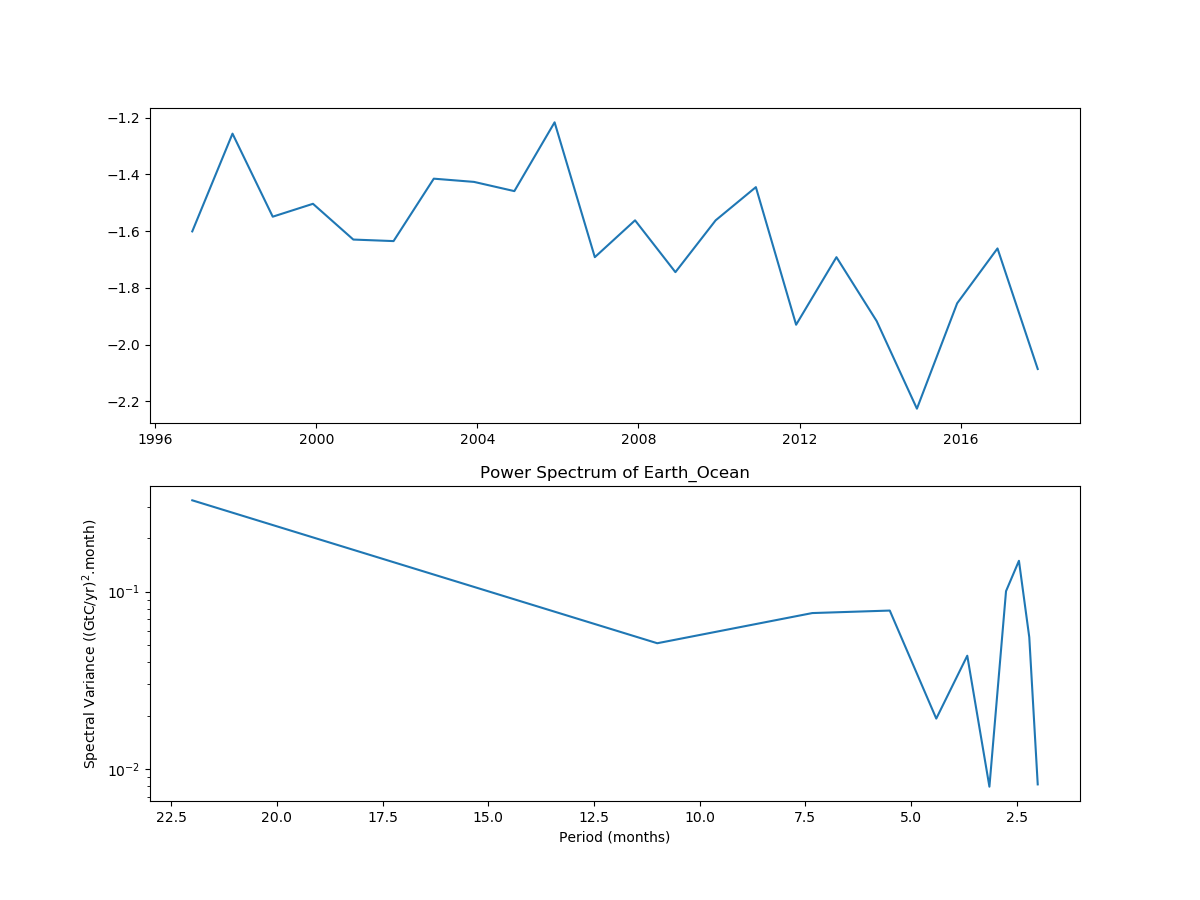 −1.2
−1.4
−1.6
−1.8
−2.0
−2.2
1996 2000 2004 2008 2012 2016
Power Spectrum of Earth_Ocean
Spectral Variance ((GtC/yr)².month)
10⁻¹
10⁻²
22.5 20.0 17.5 15.0 12.5 10.0 7.5 5.0 2.5
Period (months)